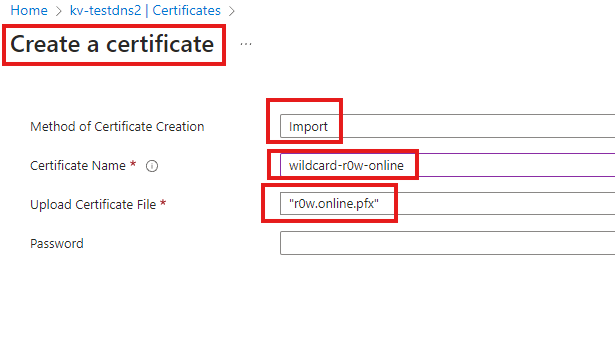 Home > kv-testdns2 | Certificates >
Create a certificate ...
Method of Certificate Creation Import
Certificate Name * wildcard-r0w-online
Upload Certificate File * "r0w.online.pfx"
Password